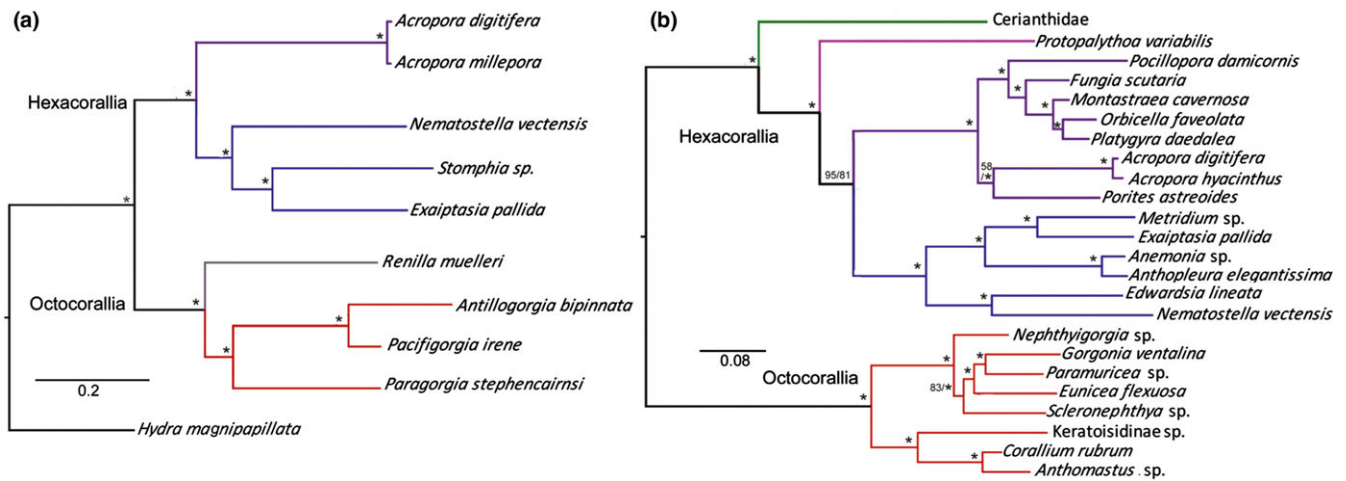 (a)
Acropora digitifera
*
Acropora millepora
*
Hexacorallia
Nematostella vectensis
*
Stomphia sp.
*
Exaiptasia pallida
*
Renilla muelleri
Octocorallia
*
Antillogorgia bipinnata
*
Pacifigorgia irene
*
Paragorgia stephencairnsi
0.2
Hydra magnipapillata
(b)
Cerianthidae
*
Protopalythoa variabilis
*
Pocillopora damicornis
*
Fungia scutaria
*
Montastraea cavernosa
*
Orbicella faveolata
*
Platygyra daedalea
*
Hexacorallia
Acropora digitifera
*
58
/*
Acropora hyacinthus
95/81
Porites astreoides
Metridium sp.
*
Exaiptasia pallida
*
Anemonia sp.
*
Anthopleura elegantissima
*
Edwardsia lineata
*
Nematostella vectensis
0.08
Nephthyigorgia sp.
*
Gorgonia ventalina
*
Paramuricea sp.
*
Octocorallia
83/*
Eunicea flexuosa
Scleronephthya sp.
*
Keratoisidinae sp.
*
Corallium rubrum
*
Anthomastus . sp.